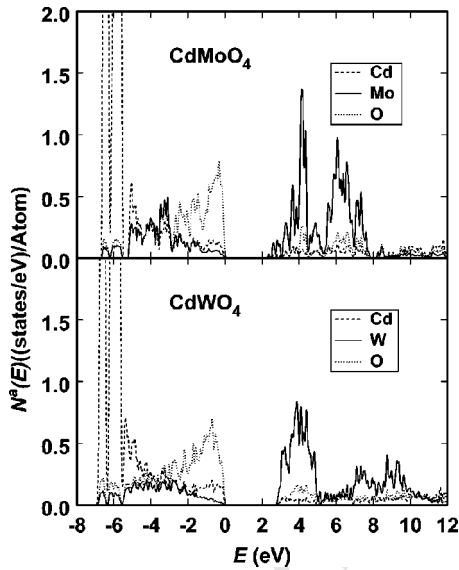 2.0
CdMoO4
Cd
Mo
O
1.5
1.0
0.5
0.0
CdWO4
Cd
W
O
1.5
1.0
0.5
0.0
Nª(E)((states/eV)/Atom)
-8 -6 -4 -2 0 2 4 6 8 10 12
E (eV)